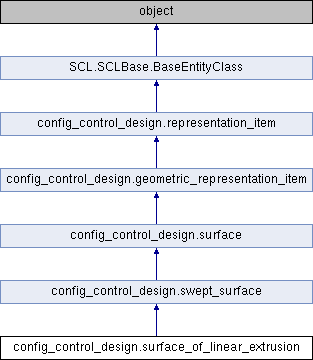 object
SCL.SCLBase.BaseEntityClass
config_control_design.representation_item
config_control_design.geometric_representation_item
config_control_design.surface
config_control_design.swept_surface
config_control_design.surface_of_linear_extrusion